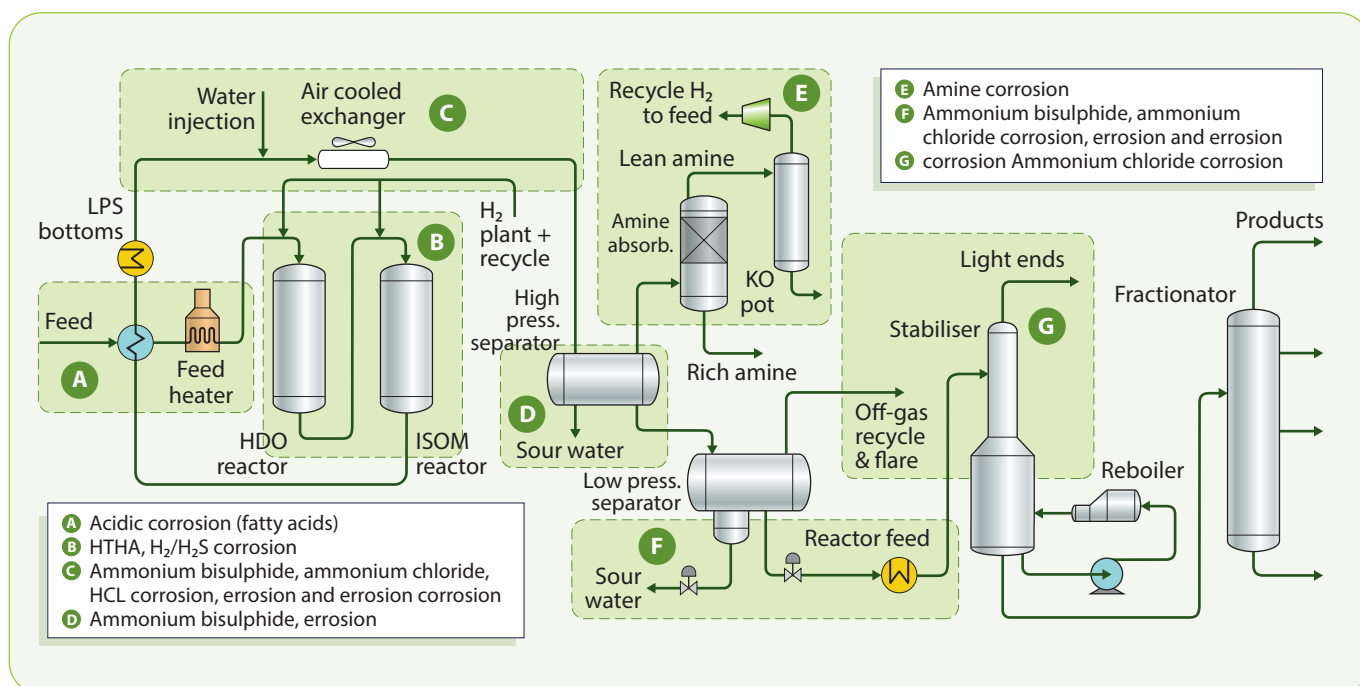 Water
injection
Air cooled
exchanger
C
Recycle H₂
to feed
E
Lean amine
Amine
absorb.
KO
pot
Rich amine
E Amine corrosion
F Ammonium bisulphide, ammonium
chloride corrosion, errosion and errosion
G corrosion Ammonium chloride corrosion
LPS
bottoms
B
H₂
plant +
recycle
Feed
A
Feed
heater
HDO
reactor
ISOM
reactor
High
press.
separator
D
Sour water
Low press.
separator
Off-gas
recycle
& flare
Light ends
Stabiliser
G
Products
Fractionator
Reboiler
F
Reactor feed
Sour
water
A Acidic corrosion (fatty acids)
B HTHA, H₂/H₂S corrosion
C Ammonium bisulphide, ammonium chloride,
HCL corrosion, errosion and errosion corrosion
D Ammonium bisulphide, errosion